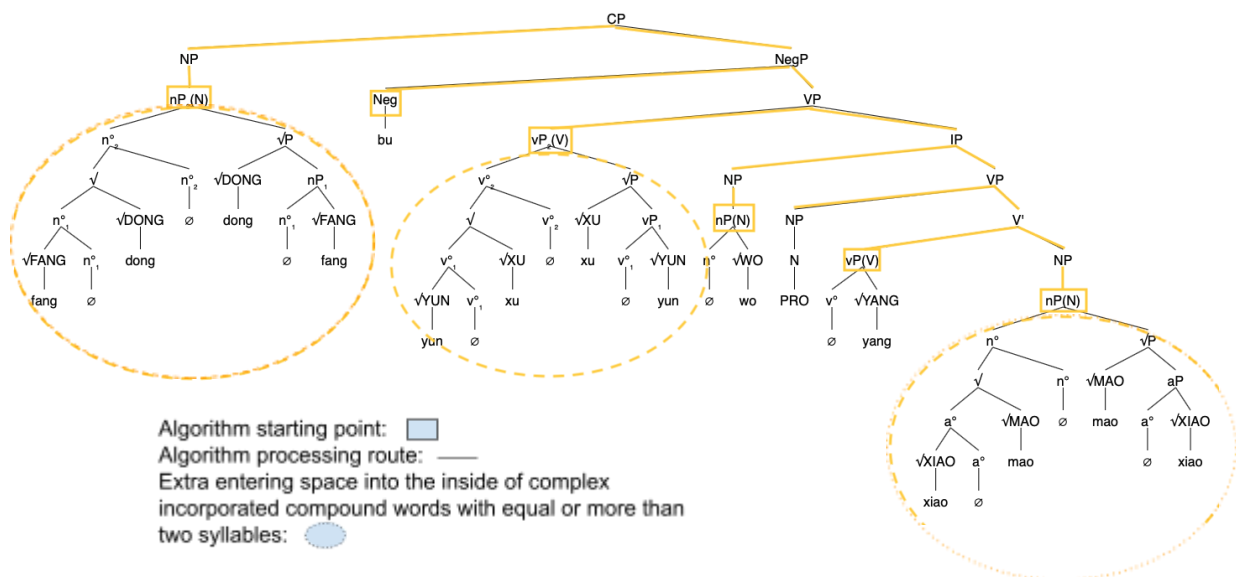 CP
NP NegP
nP₂(N) Neg VP
n°₂ √P bu vP₂(V) IP
√ n°₂ √DONG nP₁ v°₂ √P NP VP
n°₁ √DONG ∅ dong n°₁ √FANG √ v°₂ √XU vP₁ nP(N) NP V'
√FANG n°₁ dong ∅ fang v°₁ √XU ∅ xu v°₁ √YUN n° √WO N vP(V) NP
fang ∅ √YUN v°₁ xu ∅ yun ∅ wo PRO v° √YANG nP(N)
yun ∅ ∅ yang n° √P
√ n° √MAO aP
a° √MAO ∅ mao a° √XIAO
√XIAO a° mao ∅ xiao
xiao ∅
Algorithm starting point:
Algorithm processing route:
Extra entering space into the inside of complex
incorporated compound words with equal or more than
two syllables: